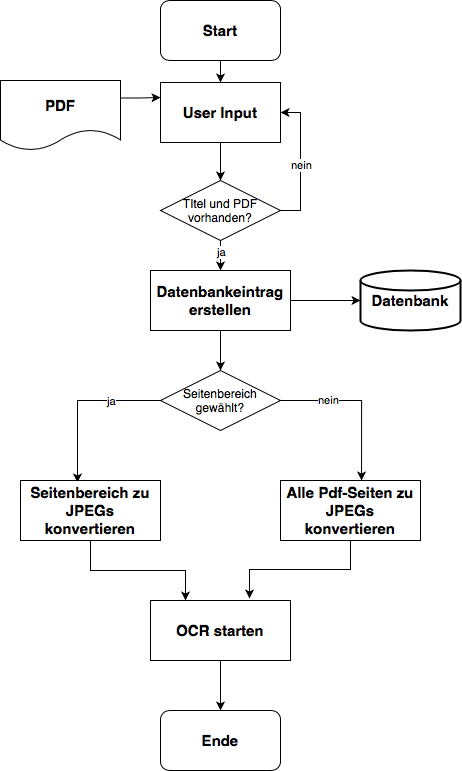 Start
PDF
User Input
nein
TItel und PDF
vorhanden?
ja
Datenbankeintrag
erstellen
Datenbank
Seitenbereich
gewählt?
ja
nein
Seitenbereich zu
JPEGs
konvertieren
Alle Pdf-Seiten zu
JPEGs
konvertieren
OCR starten
Ende